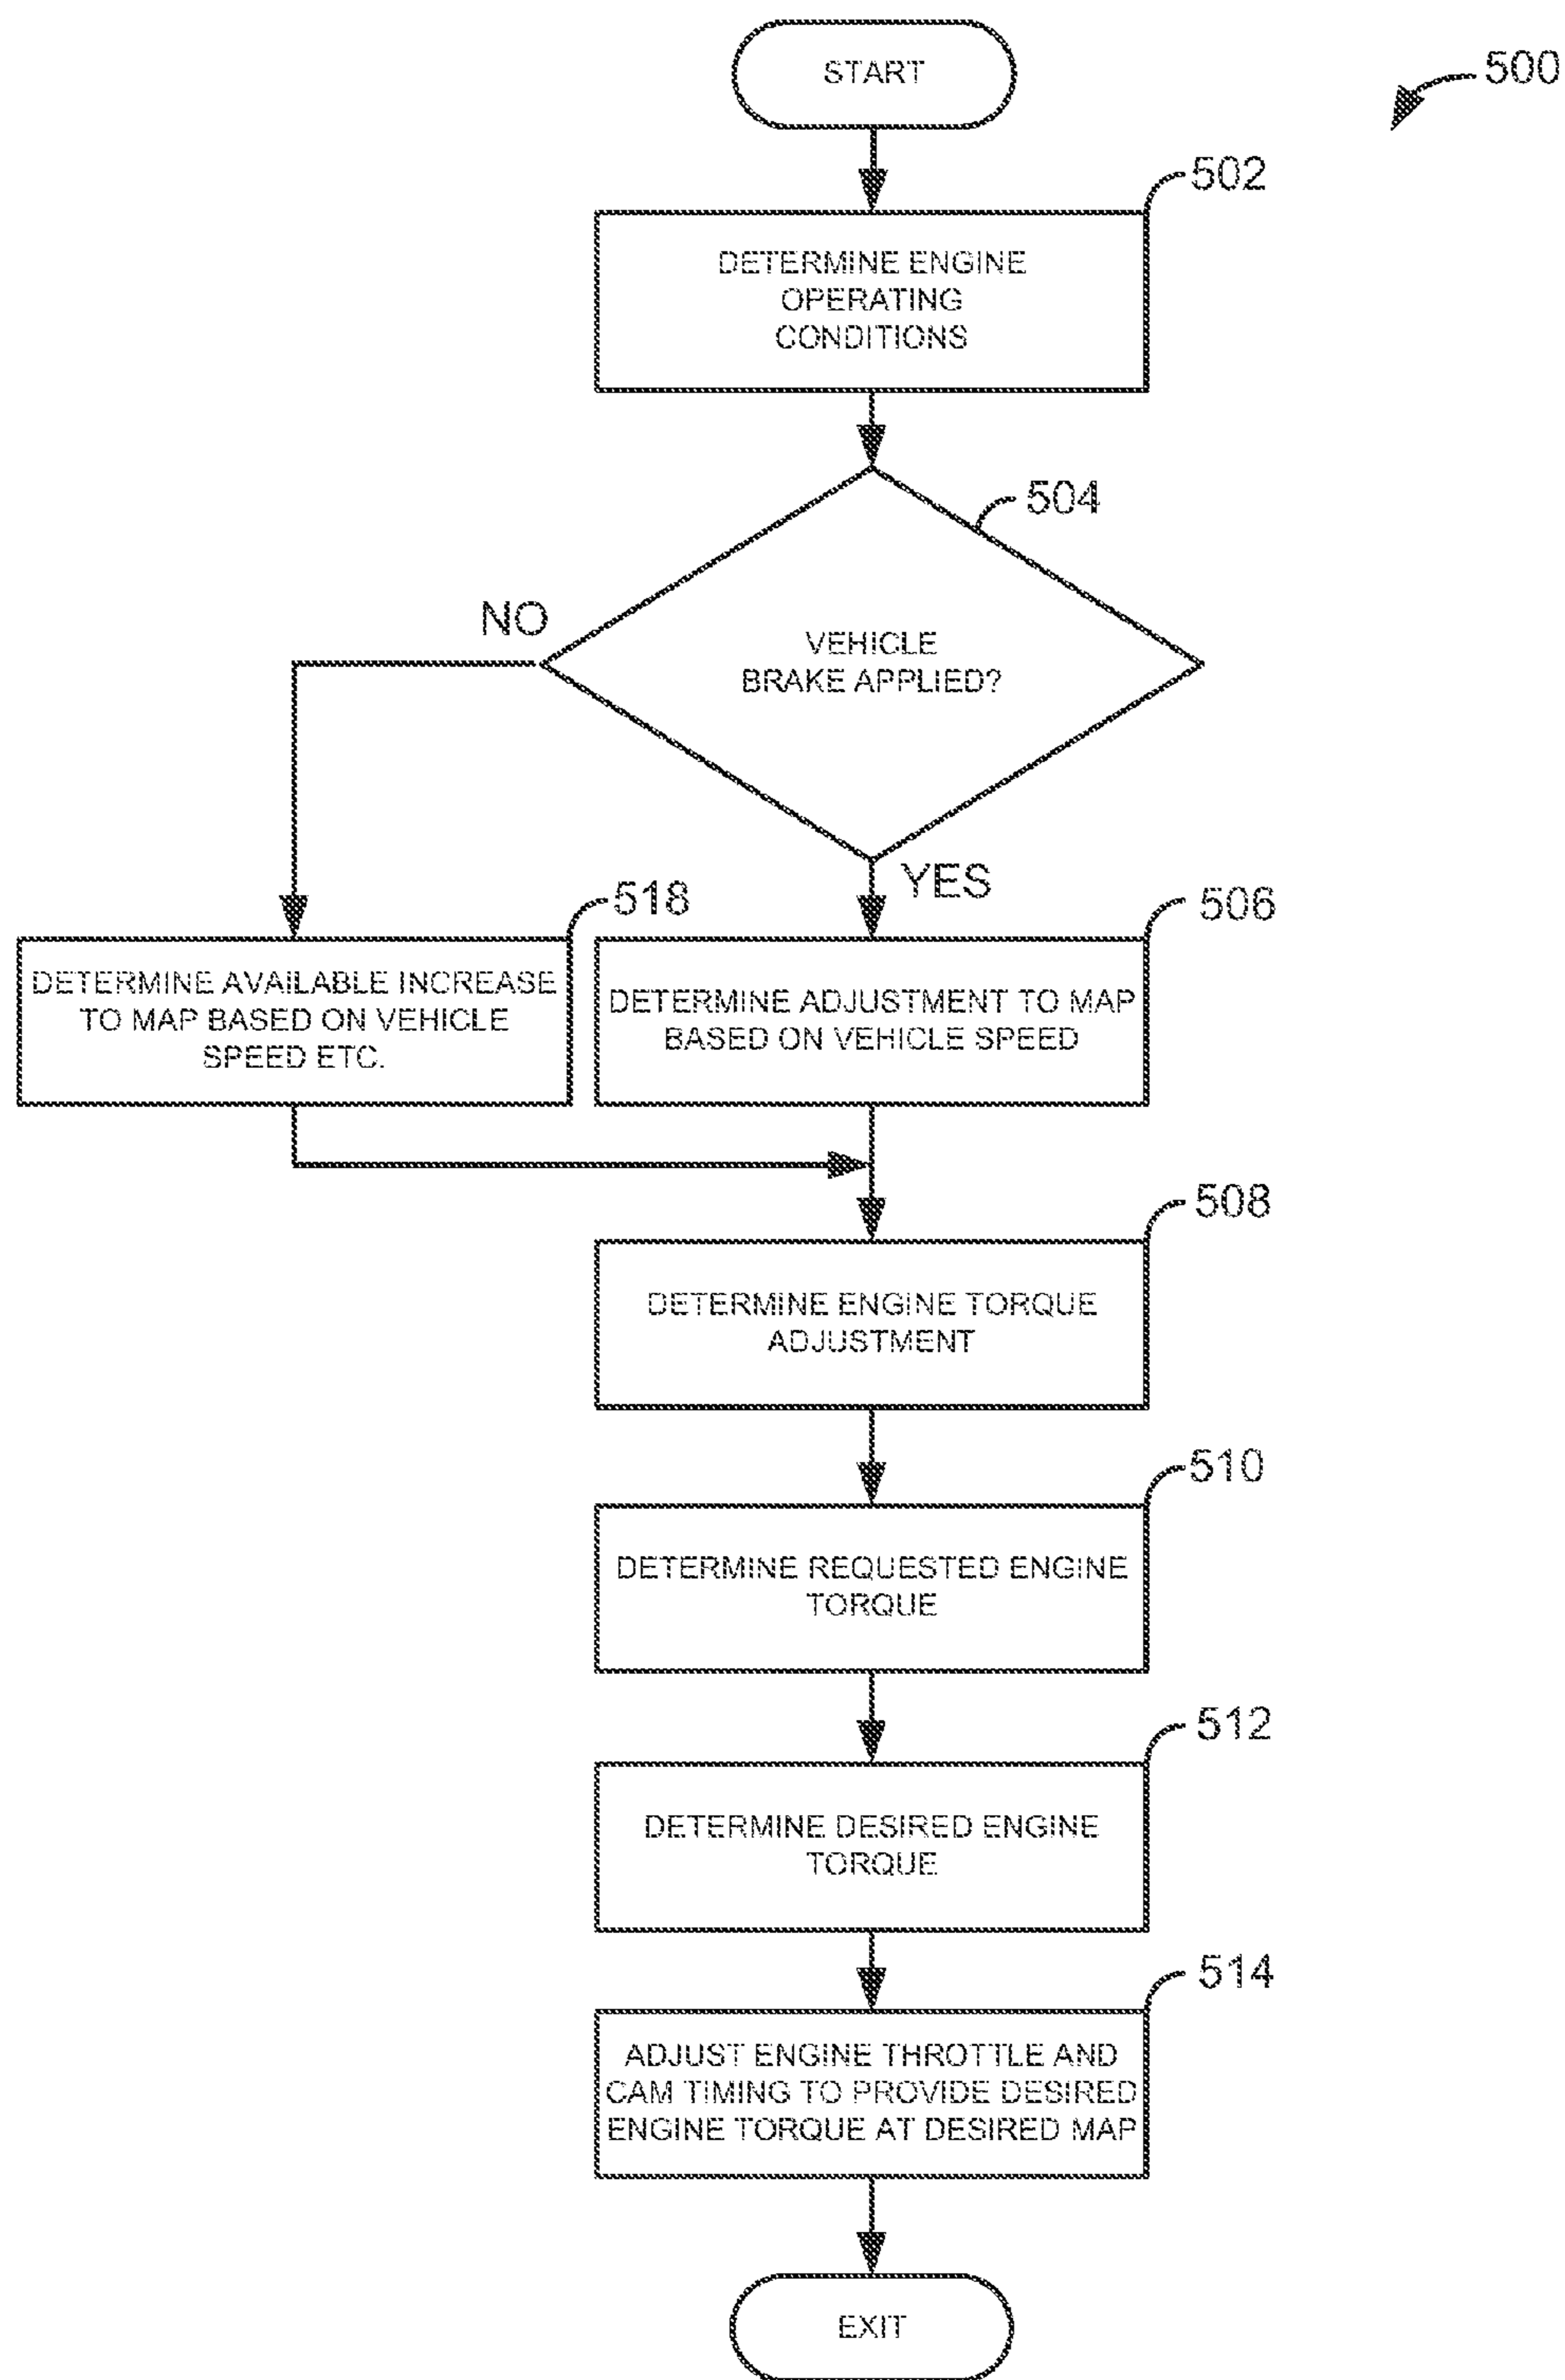 START
500
502
DETERMINE ENGINE
OPERATING
CONDITIONS
504
NO
VEHICLE
BRAKE APPLIED?
YES
518
506
DETERMINE AVAILABLE INCREASE
TO MAP BASED ON VEHICLE
SPEED ETC.
DETERMINE ADJUSTMENT TO MAP
BASED ON VEHICLE SPEED
508
DETERMINE ENGINE TORQUE
ADJUSTMENT
510
DETERMINE REQUESTED ENGINE
TORQUE
512
DETERMINE DESIRED ENGINE
TORQUE
514
ADJUST ENGINE THROTTLE AND
CAM TIMING TO PROVIDE DESIRED
ENGINE TORQUE AT DESIRED MAP
EXIT